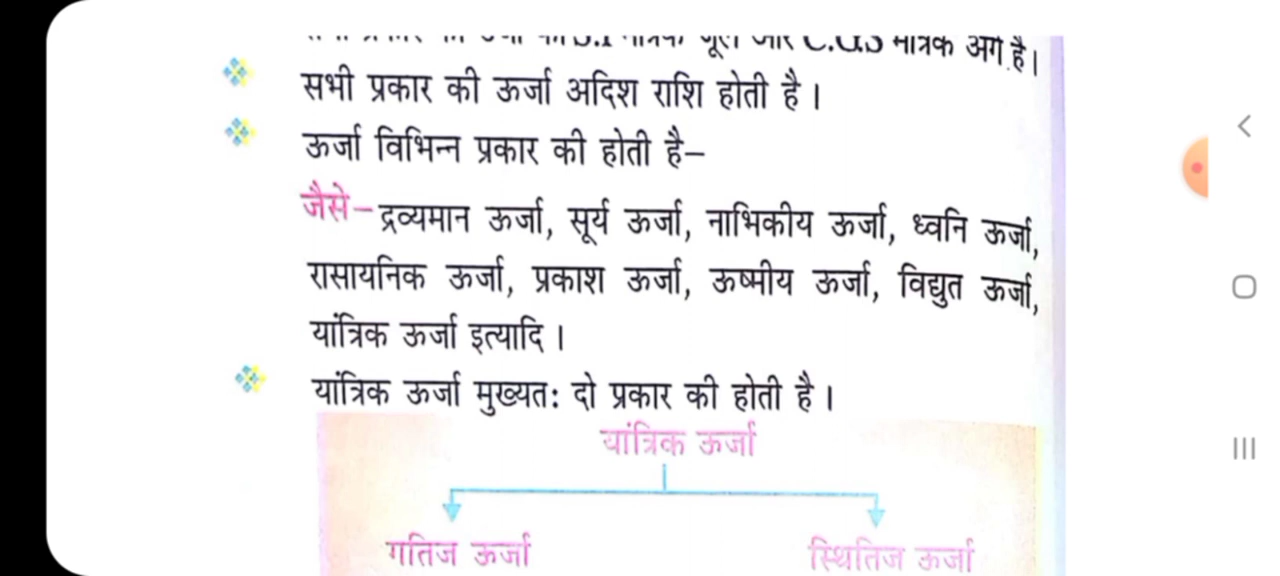 C.G.S मात्रक अर्ग है।
सभी प्रकार की ऊर्जा अदिश राशि होती है ।
ऊर्जा विभिन्न प्रकार की होती है–
जैसे–द्रव्यमान ऊर्जा, सूर्य ऊर्जा, नाभिकीय ऊर्जा, ध्वनि ऊर्जा,
रासायनिक ऊर्जा, प्रकाश ऊर्जा, ऊष्मीय ऊर्जा, विद्युत ऊर्जा,
यांत्रिक ऊर्जा इत्यादि ।
यांत्रिक ऊर्जा मुख्यत: दो प्रकार की होती है ।
यांत्रिक ऊर्जा
गतिज ऊर्जा स्थितिज ऊर्जा